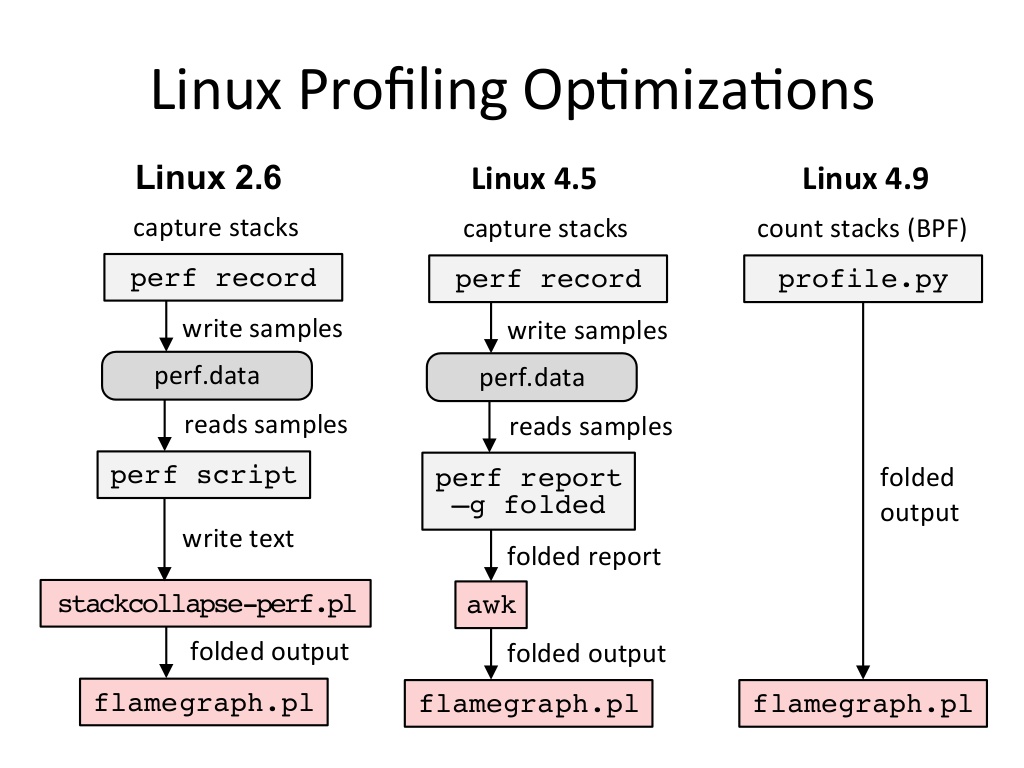 Linux Profiling Optimizations
Linux 2.6
capture stacks
perf record
write samples
perf.data
reads samples
perf script
write text
stackcollapse-perf.pl
folded output
flamegraph.pl
Linux 4.5
capture stacks
perf record
write samples
perf.data
reads samples
perf report
–g folded
folded report
awk
folded output
flamegraph.pl
Linux 4.9
count stacks (BPF)
profile.py
folded
output
flamegraph.pl